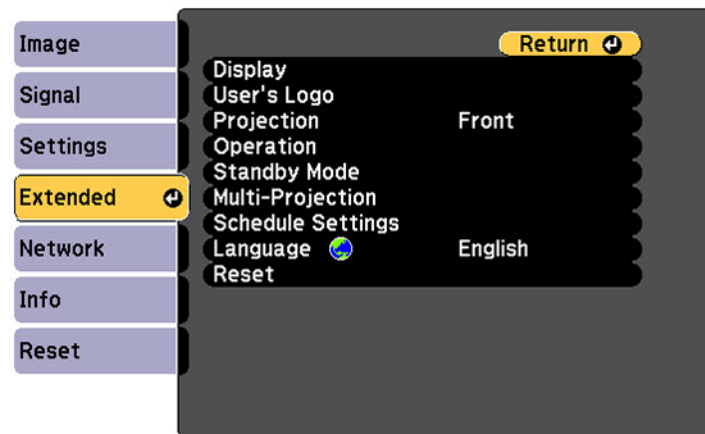 Image
Signal
Settings
Extended
Network
Info
Reset
Return
Display
User's Logo
Projection Front
Operation
Standby Mode
Multi-Projection
Schedule Settings
Language English
Reset